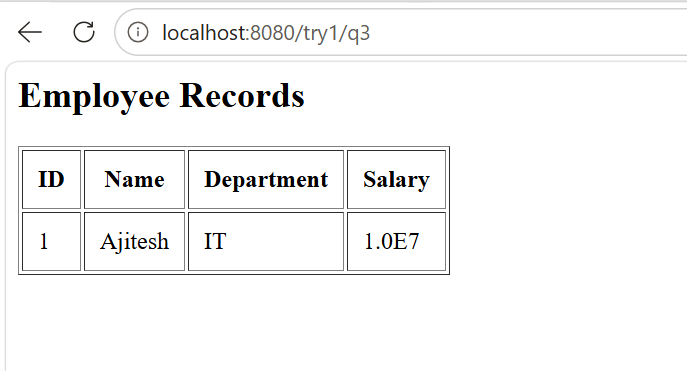 localhost:8080/try1/q3
Employee Records
ID Name Department Salary
1 Ajitesh IT 1.0E7